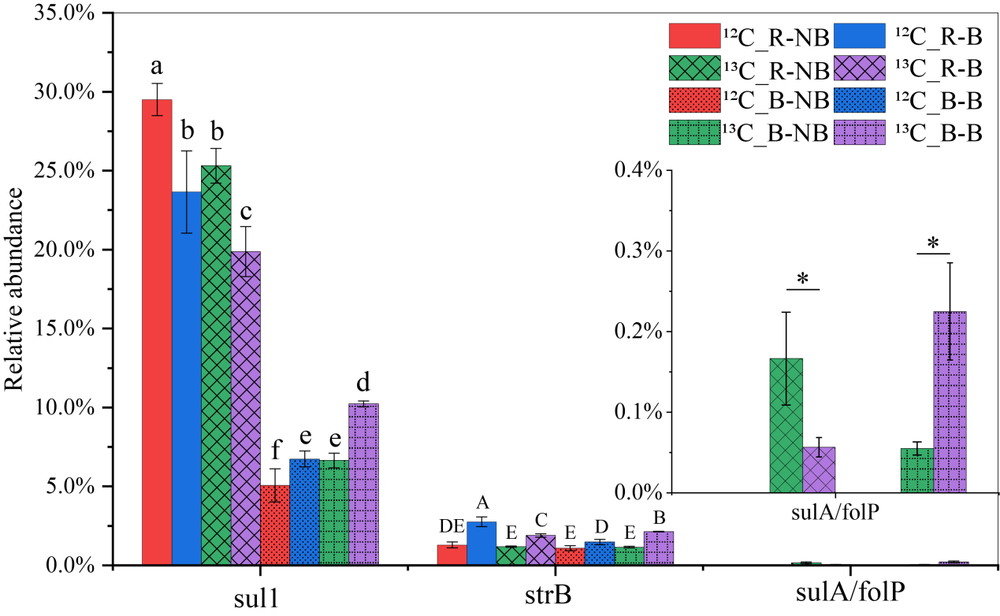 35.0%
30.0%
25.0%
20.0%
15.0%
10.0%
5.0%
0.0%
Relative abundance
a
b
b
c
f
e
e
d
DE
A
E
C
E
D
E
B
sul1
strB
sulA/folP
¹²C_R-NB
¹²C_R-B
¹³C_R-NB
¹³C_R-B
¹²C_B-NB
¹²C_B-B
¹³C_B-NB
¹³C_B-B
0.4%
0.3%
0.2%
0.1%
0.0%
*
*
sulA/folP